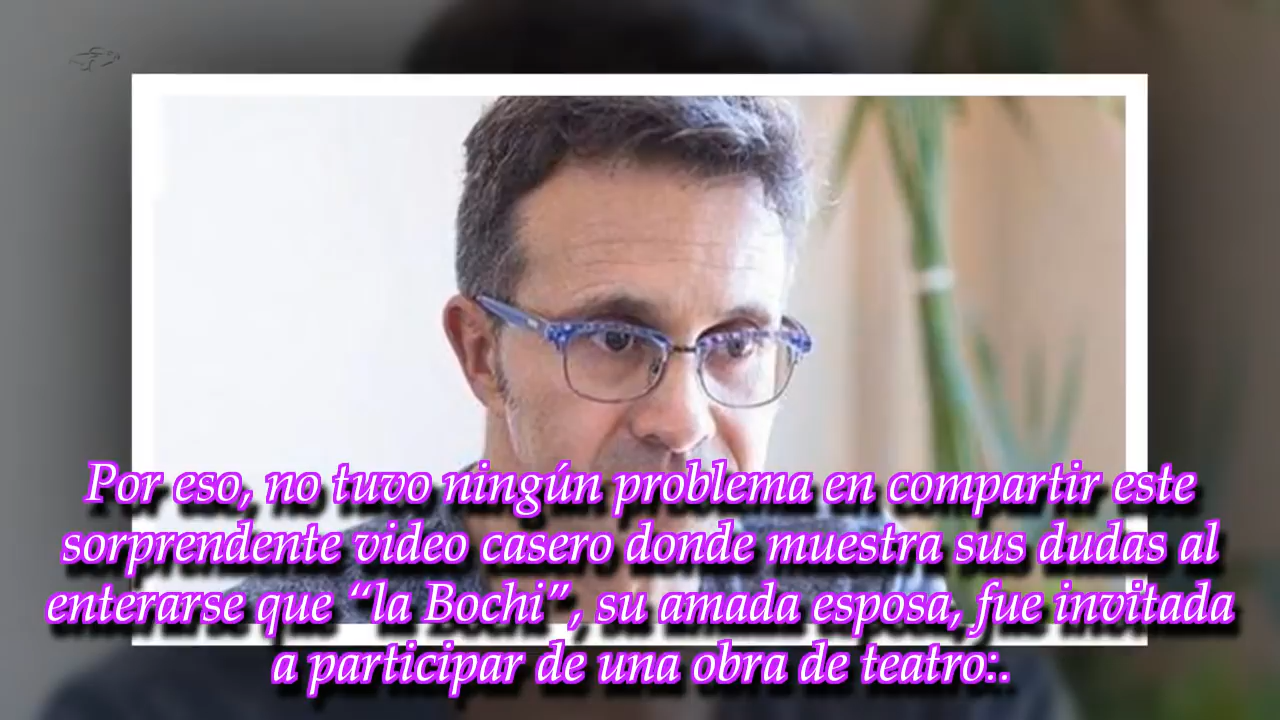 Por eso, no tuvo ningún problema en compartir este
sorprendente video casero donde muestra sus dudas al
enterarse que “la Bochi”, su amada esposa, fue invitada
a participar de una obra de teatro:.